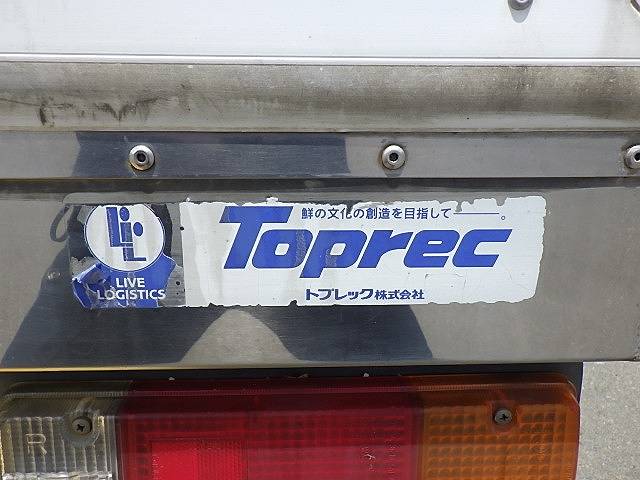 鮮の文化の創造を目指して———。
Toprec
LiL
LIVE
LOGISTICS
トプレック株式会社
R